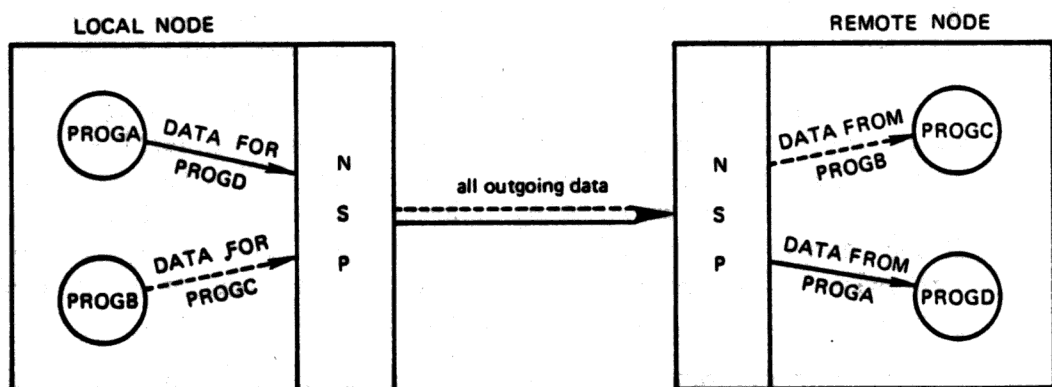 LOCAL NODE
REMOTE NODE
PROGA
DATA FOR
PROGD
PROGB
DATA FOR
PROGC
N
S
P
all outgoing data
N
S
P
DATA FROM
PROGB
PROGC
DATA FROM
PROGA
PROGD